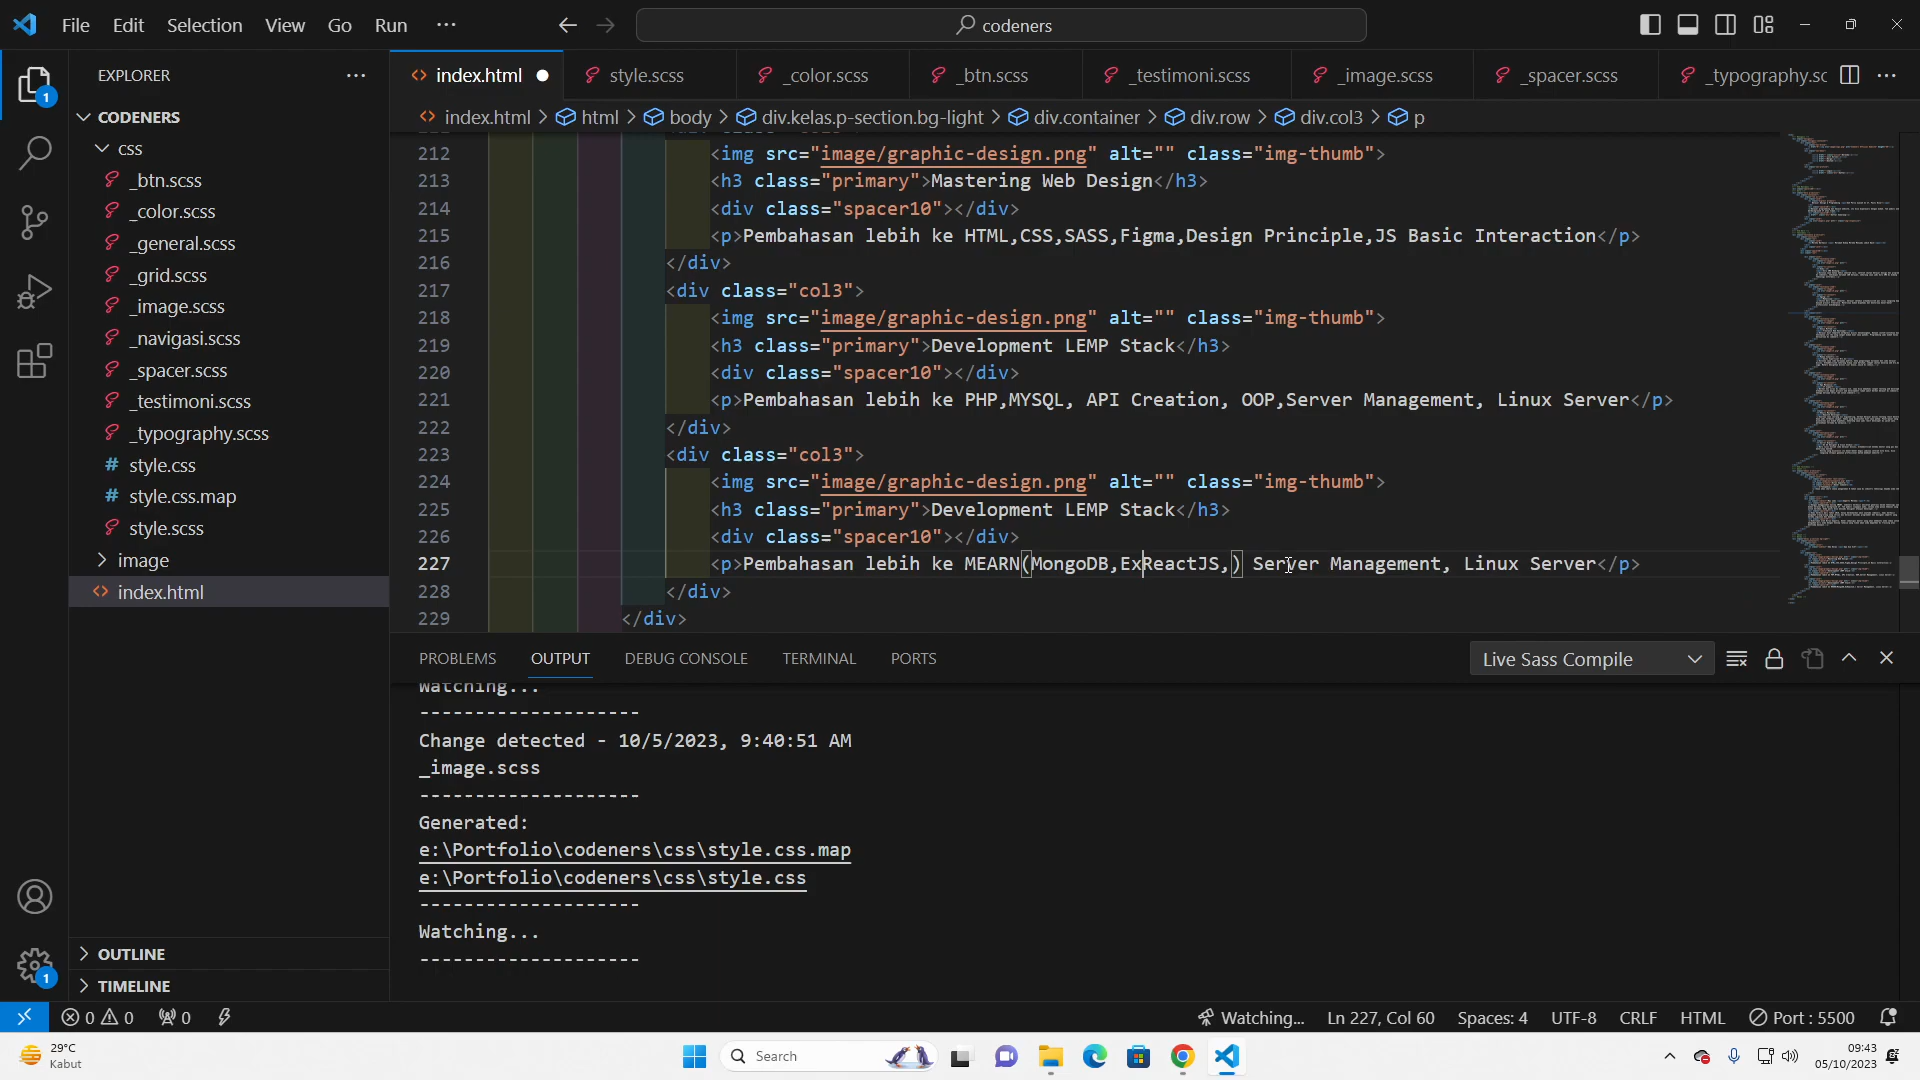 File Edit Selection View Go Run ···
codeners
EXPLORER
CODENERS
css
_btn.scss
_color.scss
_general.scss
_grid.scss
_image.scss
_navigasi.scss
_spacer.scss
_testimoni.scss
_typography.scss
# style.css
# style.css.map
style.scss
image
index.html
OUTLINE
TIMELINE
1
1
index.html style.scss _color.scss _btn.scss _testimoni.scss _image.scss _spacer.scss _typography.sc
index.html > html > body > div.kelas.p-section.bg-light > div.container > div.row > div.col3 > p
212 <img src="image/graphic-design.png" alt="" class="img-thumb">
213 <h3 class="primary">Mastering Web Design</h3>
214 <div class="spacer10"></div>
215 <p>Pembahasan lebih ke HTML,CSS,SASS,Figma,Design Principle,JS Basic Interaction</p>
216 </div>
217 <div class="col3">
218 <img src="image/graphic-design.png" alt="" class="img-thumb">
219 <h3 class="primary">Development LEMP Stack</h3>
220 <div class="spacer10"></div>
221 <p>Pembahasan lebih ke PHP,MYSQL, API Creation, OOP,Server Management, Linux Server</p>
222 </div>
223 <div class="col3">
224 <img src="image/graphic-design.png" alt="" class="img-thumb">
225 <h3 class="primary">Development LEMP Stack</h3>
226 <div class="spacer10"></div>
227 <p>Pembahasan lebih ke MEARN(MongoDB,ExReactJS,) Server Management, Linux Server</p>
228 </div>
229 </div>
PROBLEMS OUTPUT DEBUG CONSOLE TERMINAL PORTS
Live Sass Compile
Watching...
--------------------
Change detected - 10/5/2023, 9:40:51 AM
_image.scss
--------------------
Generated:
e:\Portfolio\codeners\css\style.css.map
e:\Portfolio\codeners\css\style.css
--------------------
Watching...
--------------------
0 0 0 Watching... Ln 227, Col 60 Spaces: 4 UTF-8 CRLF HTML Port : 5500
29°C
Kabut
Search
09:43
05/10/2023